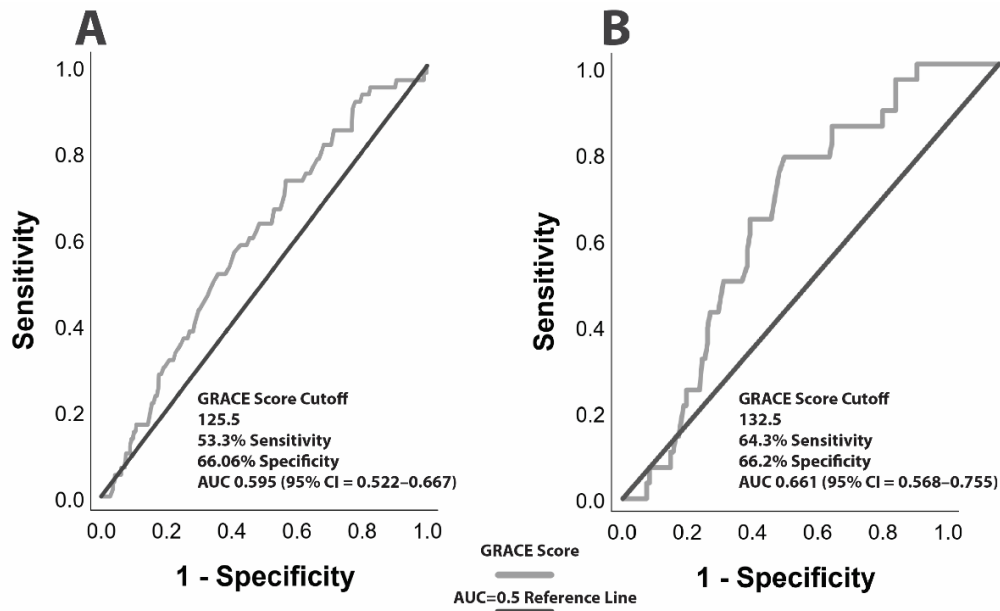 A
1.0
0.8
0.6
0.4
0.2
0.0
Sensitivity
GRACE Score Cutoff
125.5
53.3% Sensitivity
66.06% Specificity
AUC 0.595 (95% CI = 0.522–0.667)
0.0 0.2 0.4 0.6 0.8 1.0
1 - Specificity
B
1.0
0.8
0.6
0.4
0.2
0.0
Sensitivity
GRACE Score Cutoff
132.5
64.3% Sensitivity
66.2% Specificity
AUC 0.661 (95% CI = 0.568–0.755)
0.0 0.2 0.4 0.6 0.8 1.0
1 - Specificity
GRACE Score
AUC=0.5 Reference Line